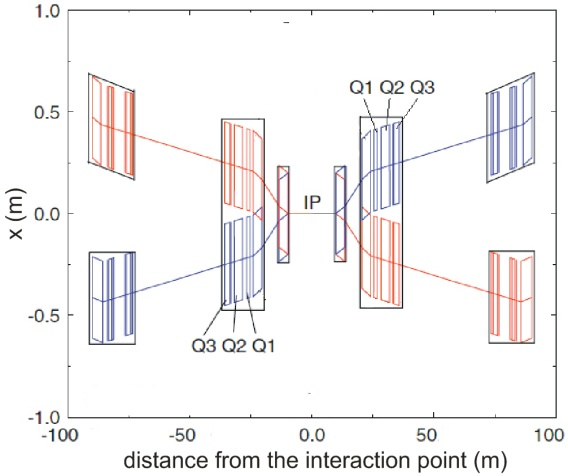 1.0
0.5
0.0
-0.5
-1.0
x (m)
Q1 Q2 Q3
IP
Q3 Q2 Q1
-100 -50 0.0 50 100
distance from the interaction point (m)